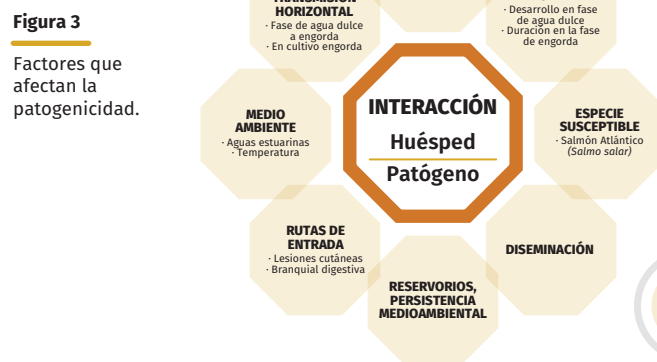 Figura 3
Factores que
afectan la
patogenicidad.
HORIZONTAL
· Fase de agua dulce
a engorda
· En cultivo engorda
· Desarrollo en fase
de agua dulce
· Duración en la fase
de engorda
MEDIO
AMBIENTE
· Aguas estuarinas
· Temperatura
INTERACCIÓN
Huésped
Patógeno
ESPECIE
SUSCEPTIBLE
· Salmón Atlántico
(Salmo salar)
RUTAS DE
ENTRADA
· Lesiones cutáneas
· Branquial digestiva
DISEMINACIÓN
RESERVORIOS,
PERSISTENCIA
MEDIOAMBIENTAL